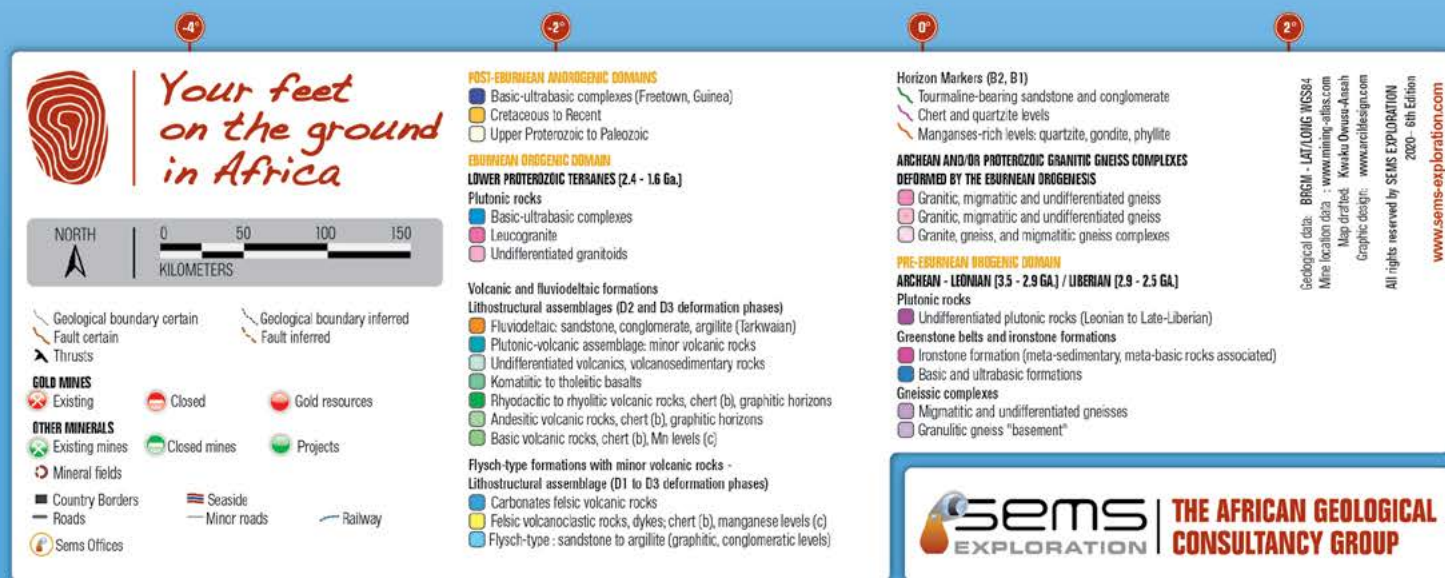 -4°
-2°
0°
2°
Your feet
on the ground
in Africa
NORTH
0 50 100 150
KILOMETERS
Geological boundary certain
Geological boundary inferred
Fault certain
Fault inferred
Thrusts
GOLD MINES
Existing
Closed
Gold resources
OTHER MINERALS
Existing mines
Closed mines
Projects
Mineral fields
Country Borders
Seaside
Roads
Minor roads
Railway
Sems Offices
POST-EBURNEAN ANOROGENIC DOMAINS
Basic-ultrabasic complexes (Freetown, Guinea)
Cretaceous to Recent
Upper Proterozoic to Paleozoic
EBURNEAN OROGENIC DOMAIN
LOWER PROTEROZOIC TERRANES (2.4 - 1.6 Ga.)
Plutonic rocks
Basic-ultrabasic complexes
Leucogranite
Undifferentiated granitoids
Volcanic and fluviodeltaic formations
Lithostructural assemblages (D2 and D3 deformation phases)
Fluviodeltaic: sandstone, conglomerate, argillite (Tarkwaian)
Plutonic-volcanic assemblage: minor volcanic rocks
Undifferentiated volcanics, volcanosedimentary rocks
Komatiitic to tholeiitic basalts
Rhyodacitic to rhyolitic volcanic rocks, chert (b), graphitic horizons
Andesitic volcanic rocks, chert (b), graphitic horizons
Basic volcanic rocks, chert (b), Mn levels (c)
Flysch-type formations with minor volcanic rocks -
Lithostructural assemblage (D1 to D3 deformation phases)
Carbonates felsic volcanic rocks
Felsic volcanoclastic rocks, dykes; chert (b), manganese levels (c)
Flysch-type : sandstone to argillite (graphitic, conglomeratic levels)
Horizon Markers (B2, B1)
Tourmaline-bearing sandstone and conglomerate
Chert and quartzite levels
Manganses-rich levels: quartzite, gondite, phyllite
ARCHEAN AND/OR PROTEROZOIC GRANITIC GNEISS COMPLEXES
DEFORMED BY THE EBURNEAN OROGENESIS
Granitic, migmatitic and undifferentiated gneiss
Granitic, migmatitic and undifferentiated gneiss
Granite, gneiss, and migmatitic gneiss complexes
PRE-EBURNEAN OROGENIC DOMAIN
ARCHEAN - LEONIAN (3.5 - 2.9 GA.) / LIBERIAN (2.9 - 2.5 GA.)
Plutonic rocks
Undifferentiated plutonic rocks (Leonian to Late-Liberian)
Greenstone belts and ironstone formations
Ironstone formation (meta-sedimentary, meta-basic rocks associated)
Basic and ultrabasic formations
Gneissic complexes
Migmatitic and undifferentiated gneisses
Granulitic gneiss "basement"
Geological data: BRGM - LAT/LONG WGS84
Mine location data : www.mining-atlas.com
Map drafted: Kwaku Owusu-Ansah
Graphic design: www.arcildesign.com
All rights reserved by SEMS EXPLORATION
2020- 6th Edition
www.sems-exploration.com
sems
EXPLORATION
THE AFRICAN GEOLOGICAL
CONSULTANCY GROUP